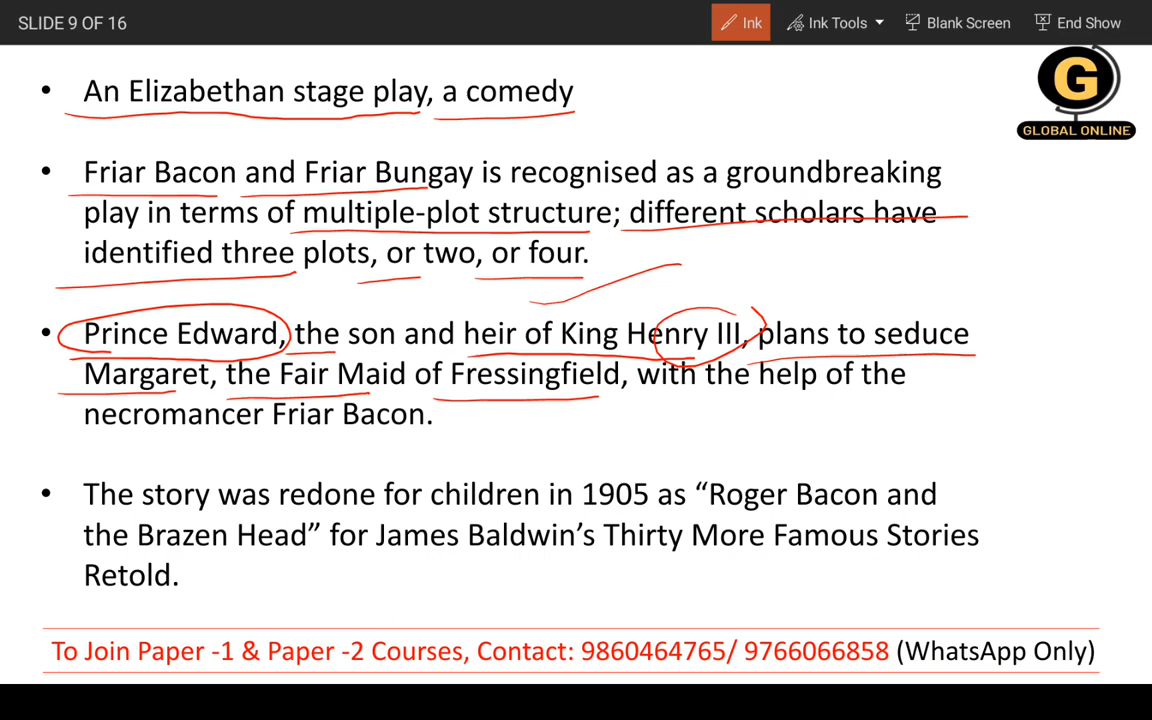 SLIDE 9 OF 16
Ink
Ink Tools
Blank Screen
End Show
G
GLOBAL ONLINE
• An Elizabethan stage play, a comedy
• Friar Bacon and Friar Bungay is recognised as a groundbreaking
play in terms of multiple-plot structure; different scholars have
identified three plots, or two, or four.
• Prince Edward, the son and heir of King Henry III, plans to seduce
Margaret, the Fair Maid of Fressingfield, with the help of the
necromancer Friar Bacon.
• The story was redone for children in 1905 as “Roger Bacon and
the Brazen Head” for James Baldwin’s Thirty More Famous Stories
Retold.
To Join Paper -1 & Paper -2 Courses, Contact: 9860464765/ 9766066858 (WhatsApp Only)